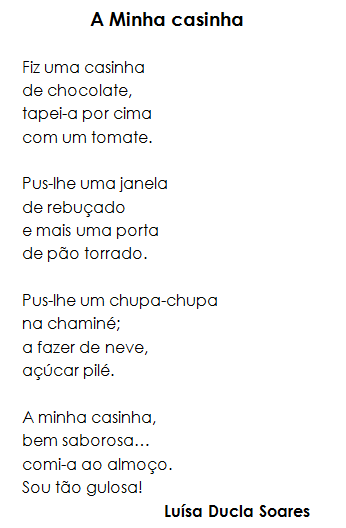 A Minha casinha
Fiz uma casinha
de chocolate,
tapei-a por cima
com um tomate.
Pus-lhe uma janela
de rebuçado
e mais uma porta
de pão torrado.
Pus-lhe um chupa-chupa
na chaminé;
a fazer de neve,
açúcar pilé.
A minha casinha,
bem saborosa...
comi-a ao almoço.
Sou tão gulosa!
Luísa Ducla Soares